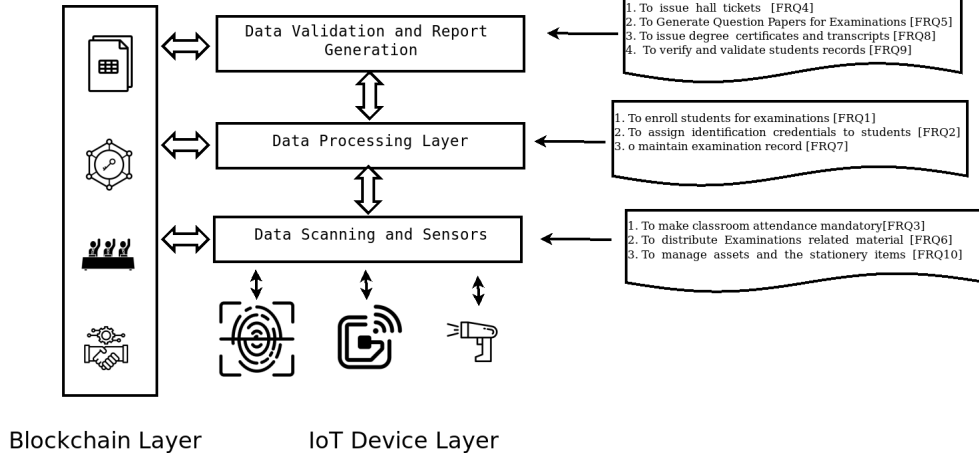 Data Validation and Report
Generation
1. To issue hall tickets [FRQ4]
2. To Generate Question Papers for Examinations [FRQ5]
3. To issue degree certificates and transcripts [FRQ8]
4. To verify and validate students records [FRQ9]
Data Processing Layer
1. To enroll students for examinations [FRQ1]
2. To assign identification credentials to students [FRQ2]
3. o maintain examination record [FRQ7]
Data Scanning and Sensors
1. To make classroom attendance mandatory[FRQ3]
2. To distribute Examinations related material [FRQ6]
3. To manage assets and the stationery items [FRQ10]
Blockchain Layer
IoT Device Layer